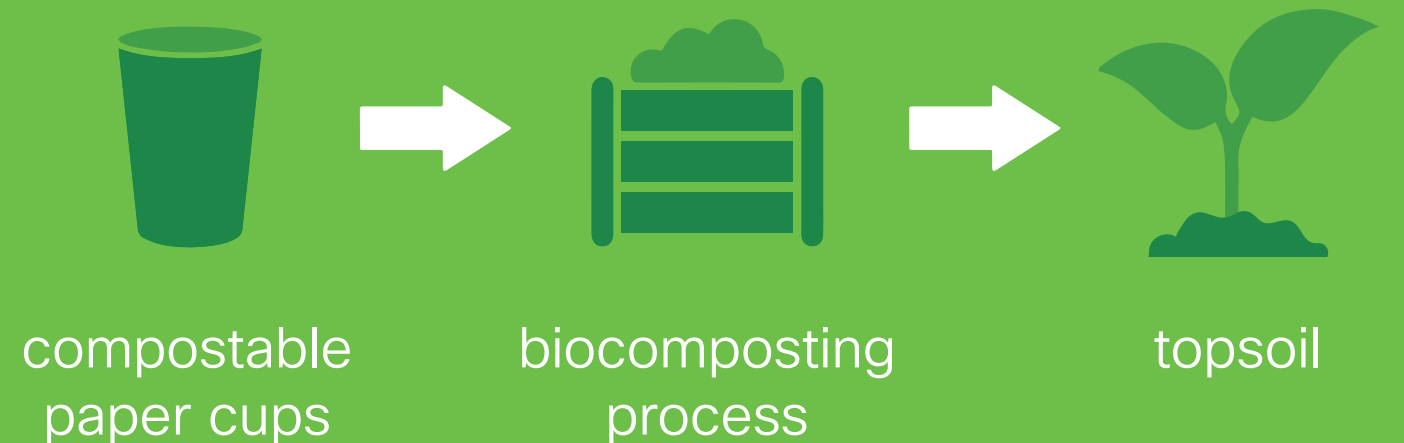 compostable
paper cups
biocomposting
process
topsoil